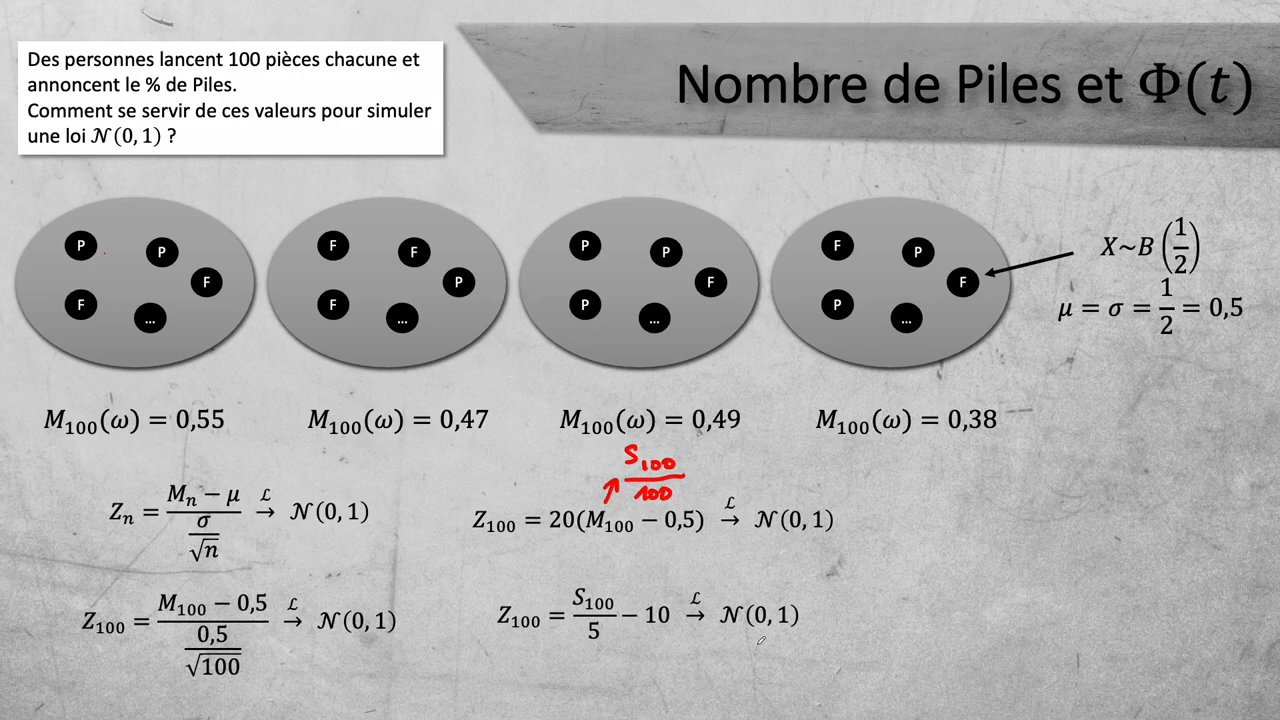 Des personnes lancent 100 pièces chacune et
annoncent le % de Piles.
Comment se servir de ces valeurs pour simuler
une loi 𝒩(0, 1) ?
Nombre de Piles et Φ(t)
P P F F ...
F F P F ...
P P F P ...
F P F P ...
X~B(1/2)
μ = σ = 1/2 = 0,5
M₁₀₀(ω) = 0,55
M₁₀₀(ω) = 0,47
M₁₀₀(ω) = 0,49
M₁₀₀(ω) = 0,38
S₁₀₀/100
Zₙ = (Mₙ − μ)/(σ/√n) →ℒ 𝒩(0, 1)
Z₁₀₀ = 20(M₁₀₀ − 0,5) →ℒ 𝒩(0, 1)
Z₁₀₀ = (M₁₀₀ − 0,5)/(0,5/√100) →ℒ 𝒩(0, 1)
Z₁₀₀ = S₁₀₀/5 − 10 →ℒ 𝒩(0, 1)